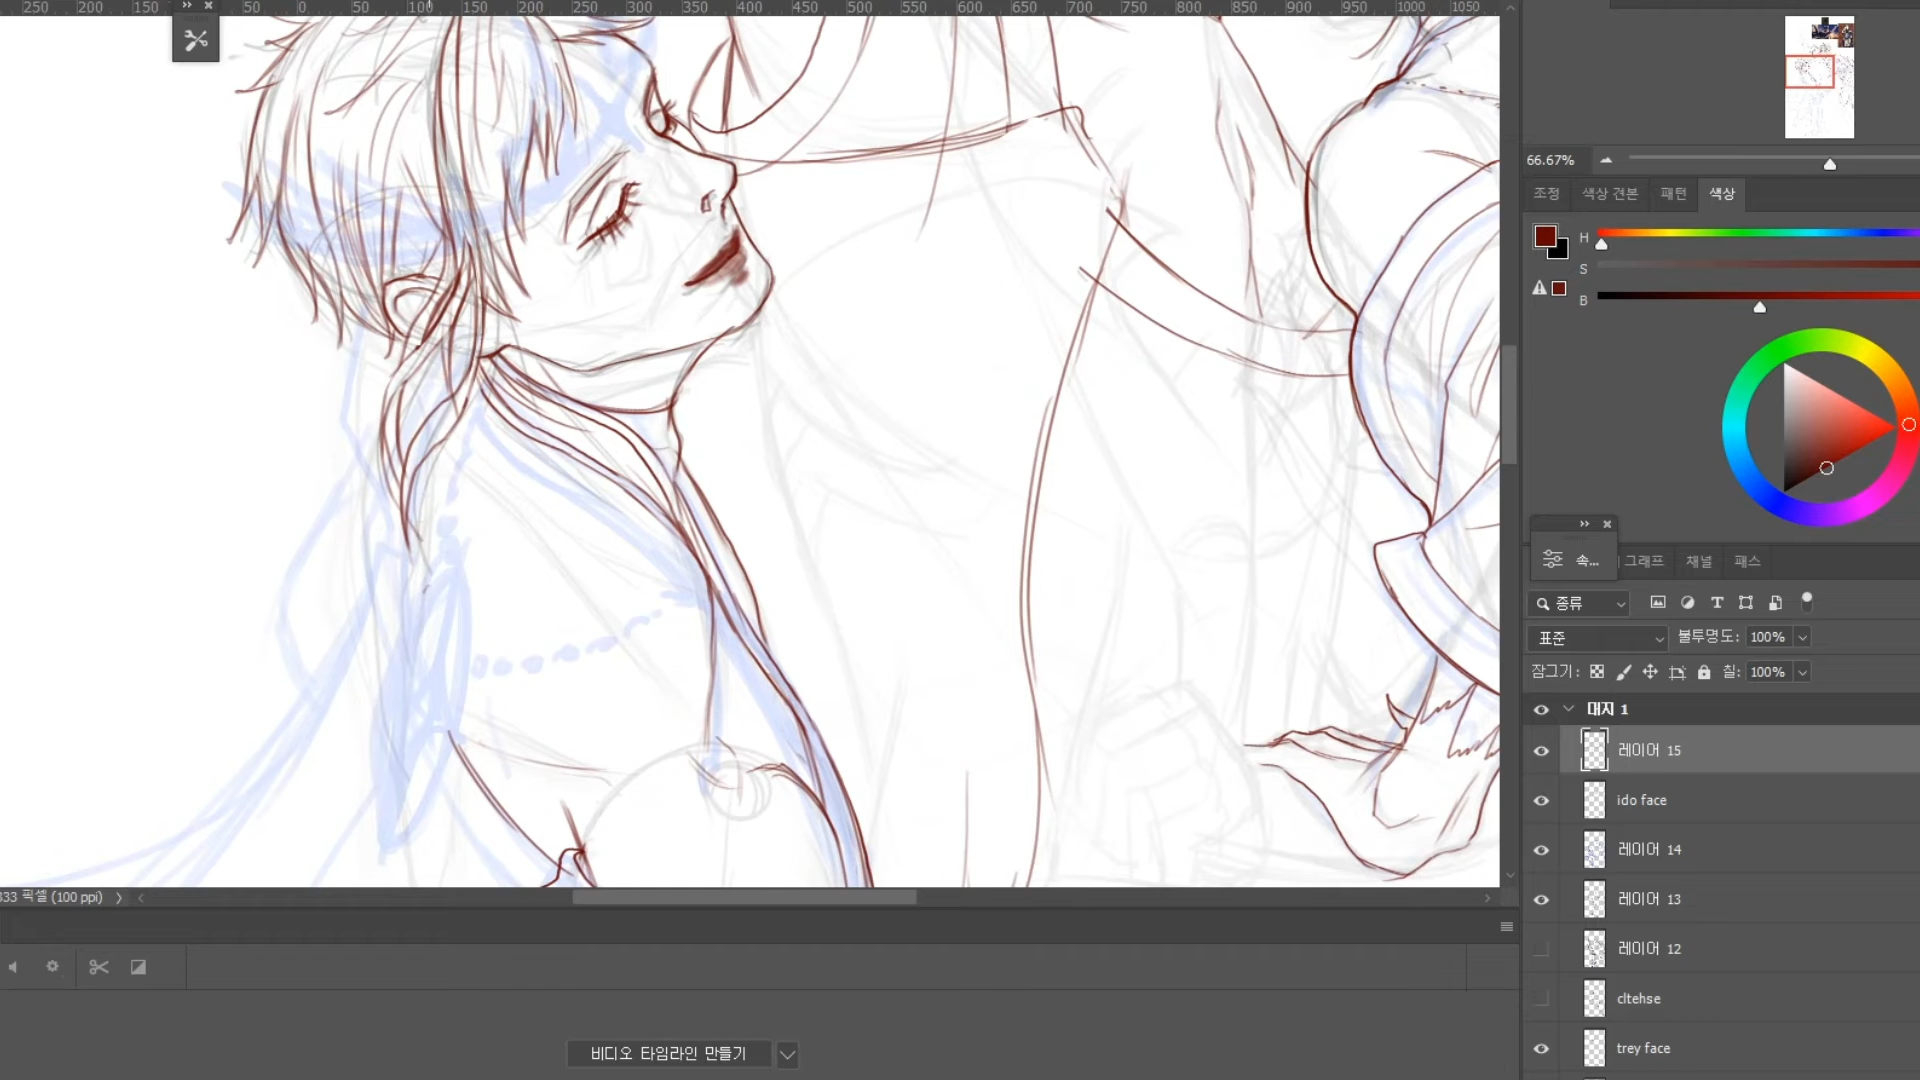 250 200 150 50 0 50 100 150 200 250 300 350 400 450 500 550 600 650 700 750 800 850 900 950 1000 1050
66.67%
조정 색상 견본 패턴 색상
H
S
B
속... 그래프 채널 패스
종류
표준 불투명도: 100%
잠그기: 칠: 100%
대지 1
레이어 15
ido face
레이어 14
레이어 13
레이어 12
cltehse
trey face
333 픽셀 (100 ppi)
비디오 타임라인 만들기